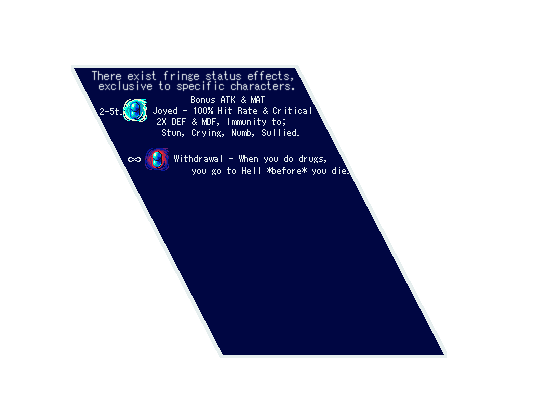 There exist fringe status effects,
exclusive to specific characters.
Bonus ATK & MAT
2-5t. Joyed - 100% Hit Rate & Critical
2X DEF & MDF, Immunity to;
Stun, Crying, Numb, Sullied.
∞ Withdrawal - When you do drugs,
you go to Hell *before* you die.